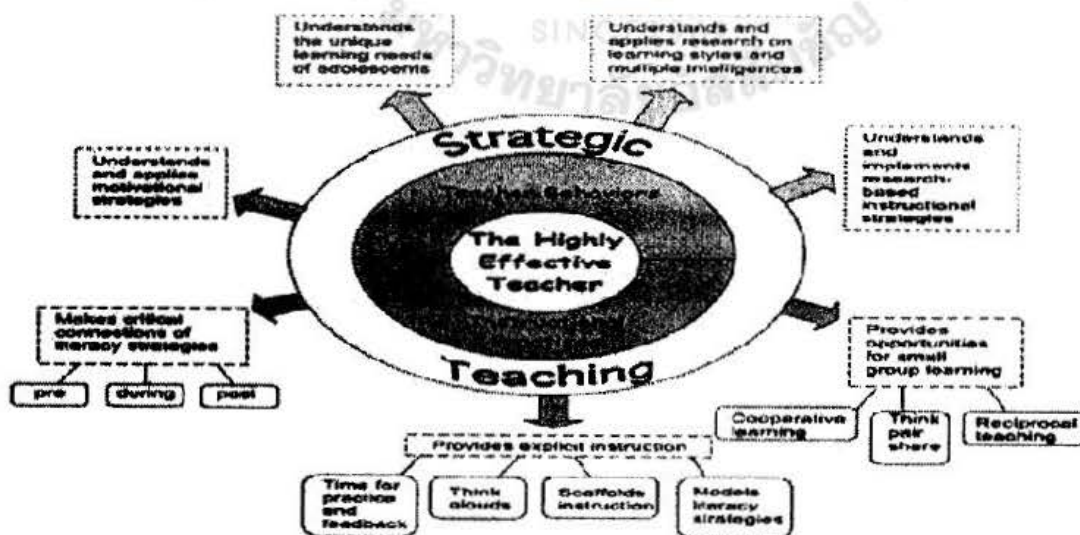 Understands
the unique
learning needs
of adolescents
Understands and
applies research on
learning styles and
multiple intelligences
Understands
and applies
motivational
strategies
Understands
and
implements
research-
based
instructional
strategies
Strategic
Teacher Behaviors
The Highly
Effective
Teacher
Teaching
Makes critical
connections of
literacy strategies
pre
during
post
Provides
opportunities
for small
group learning
Cooperative
learning
Think
pair
share
Reciprocal
teaching
Provides explicit instruction
Time for
practice
and
feedback
Think
alouds
Scaffolds
instruction
Models
literacy
strategies